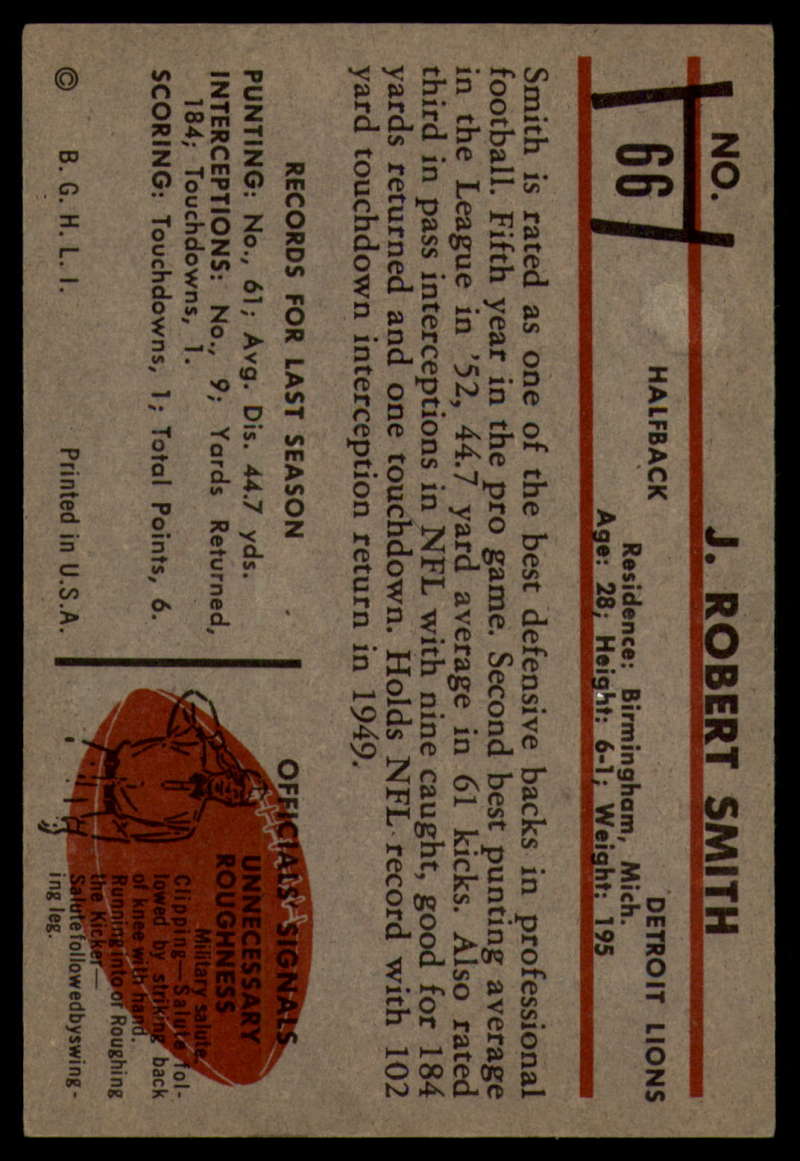 NO.
66
J. ROBERT SMITH
HALFBACK
DETROIT LIONS
Residence: Birmingham, Mich.
Age: 28; Height: 6-1; Weight: 195
Smith is rated as one of the best defensive backs in professional
football. Fifth year in the pro game. Second best punting average
in the League in '52, 44.7 yard average in 61 kicks. Also rated
third in pass interceptions in NFL with nine caught, good for 184
yards returned and one touchdown. Holds NFL record with 102
yard touchdown interception return in 1949.
RECORDS FOR LAST SEASON
PUNTING: No., 61; Avg. Dis. 44.7 yds.
INTERCEPTIONS: No., 9; Yards Returned,
184; Touchdowns, 1.
SCORING: Touchdowns, 1; Total Points, 6.
© B. G. H. L. I.
Printed in U.S.A.
OFFICIALS' SIGNALS
UNNECESSARY
ROUGHNESS
Military salute.
Clipping—Salute fol-
lowed by striking back
of knee with hand.
Running into or Roughing
the Kicker—
Salute followed by swing-
ing leg.